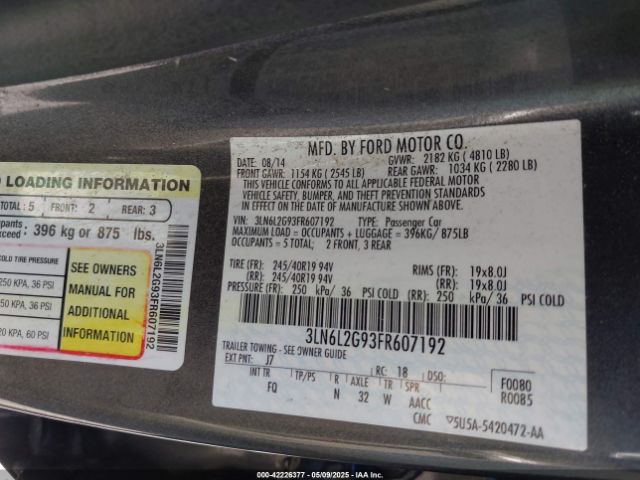 MFD. BY FORD MOTOR CO.
DATE: 08/14 GVWR: 2182 KG ( 4810 LB)
FRONT GAWR: 1154 KG ( 2545 LB) REAR GAWR: 1034 KG ( 2280 LB)
THIS VEHICLE CONFORMS TO ALL APPLICABLE FEDERAL MOTOR
VEHICLE SAFETY, BUMPER, AND THEFT PREVENTION STANDARDS
IN EFFECT ON THE DATE OF MANUFACTURE SHOWN ABOVE.
VIN: 3LN6L2G93FR607192 TYPE: Passenger Car
MAXIMUM LOAD = OCCUPANTS + LUGGAGE = 396KG/ 875LB
OCCUPANTS = 5 TOTAL; 2 FRONT, 3 REAR
TIRE (FR): 245/40R19 94V RIMS (FR): 19x8.0J
(RR): 245/40R19 94V (RR): 19x8.0J
PRESSURE (FR): 250 kPa/ 36 PSI COLD (RR): 250 kPa/ 36 PSI COLD
3LN6L2G93FR607192
TRAILER TOWING - SEE OWNER GUIDE
EXT PNT: J7 RC: 18 DSO: F0080
INT TR TP/PS R AXLE TR SPR R0085
FQ N 32 W AACC
CMC 5U5A-5420472-AA
LOADING INFORMATION
TOTAL: 5 FRONT: 2 REAR: 3
396 kg or 875 lbs.
COLD TIRE PRESSURE
250 KPA, 36 PSI
250 KPA, 36 PSI
420 KPA, 60 PSI
SEE OWNERS
MANUAL FOR
ADDITIONAL
INFORMATION
3LN6L2G93FR607192
000-42226377 - 05/09/2025 - IAAI.com